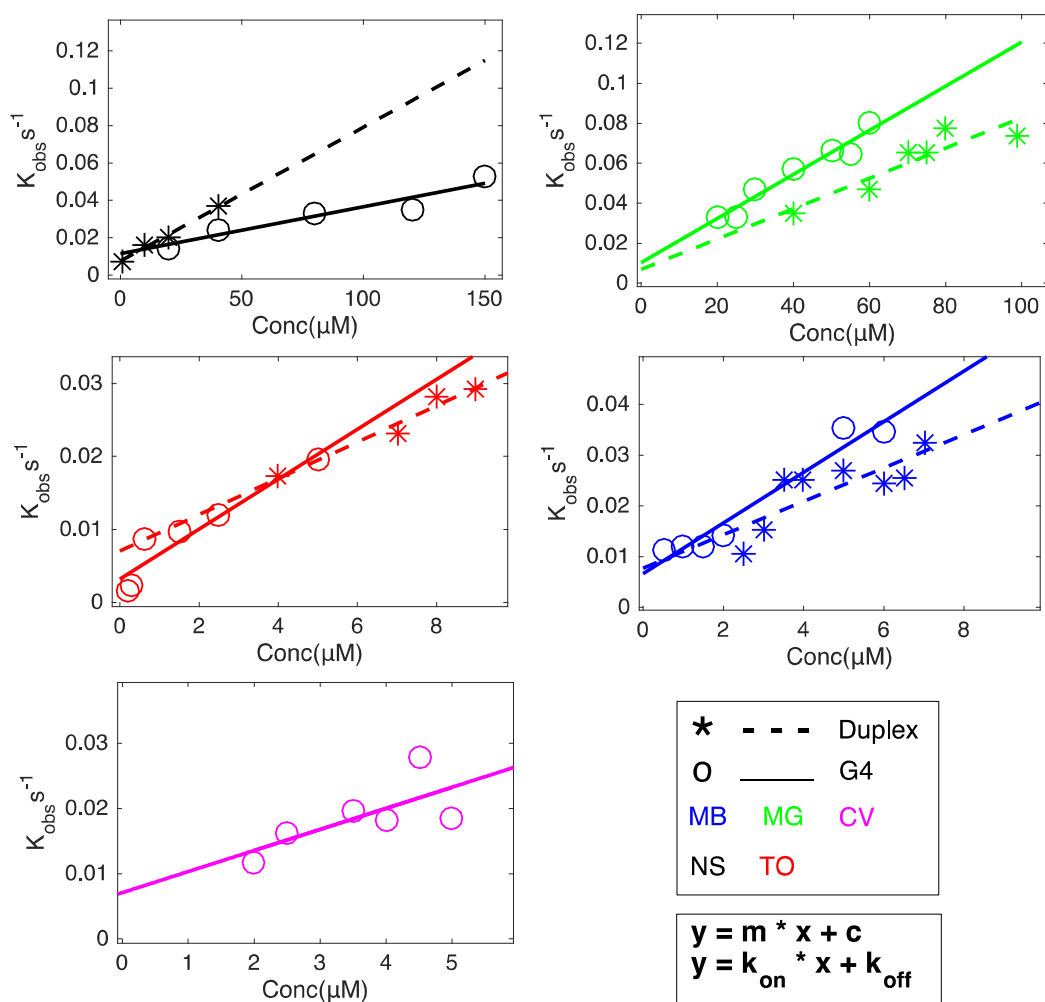 0.12
0.1
0.08
0.06
0.04
0.02
0
K_obs s^-1
0 50 100 150
Conc(µM)
0.12
0.1
0.08
0.06
0.04
0.02
0
K_obs s^-1
20 40 60 80 100
Conc(µM)
0.03
0.02
0.01
0
K_obs s^-1
0 2 4 6 8
Conc(µM)
0.04
0.03
0.02
0.01
0
K_obs s^-1
0 2 4 6 8
Conc(µM)
0.03
0.02
0.01
0
K_obs s^-1
0 1 2 3 4 5
Conc(µM)
* - - - Duplex
o — G4
MB MG CV
NS TO
y = m * x + c
y = k_on * x + k_off